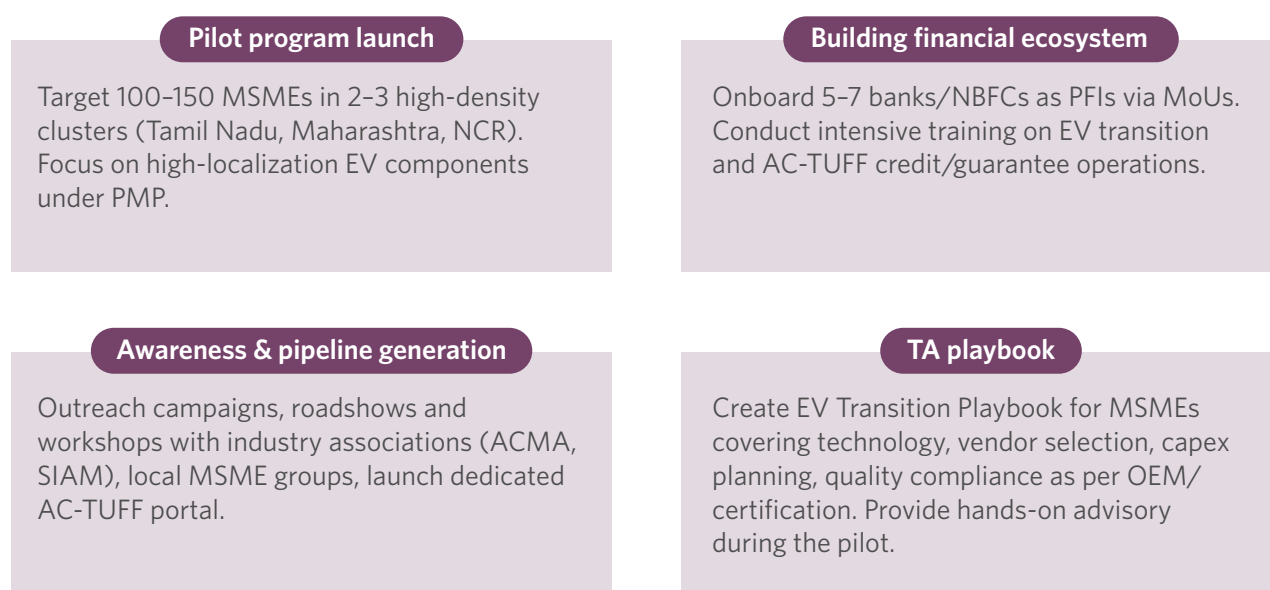 Pilot program launch
Target 100–150 MSMEs in 2–3 high-density
clusters (Tamil Nadu, Maharashtra, NCR).
Focus on high-localization EV components
under PMP.
Building financial ecosystem
Onboard 5–7 banks/NBFCs as PFIs via MoUs.
Conduct intensive training on EV transition
and AC-TUFF credit/guarantee operations.
Awareness & pipeline generation
Outreach campaigns, roadshows and
workshops with industry associations (ACMA,
SIAM), local MSME groups, launch dedicated
AC-TUFF portal.
TA playbook
Create EV Transition Playbook for MSMEs
covering technology, vendor selection, capex
planning, quality compliance as per OEM/
certification. Provide hands-on advisory
during the pilot.